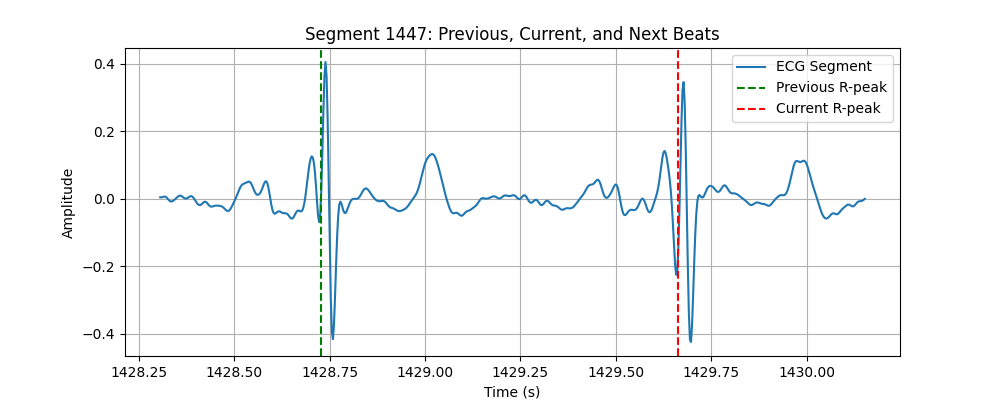 Segment 1447: Previous, Current, and Next Beats
ECG Segment
Previous R-peak
Current R-peak
Amplitude
0.4
0.2
0.0
−0.2
−0.4
1428.25 1428.50 1428.75 1429.00 1429.25 1429.50 1429.75 1430.00
Time (s)